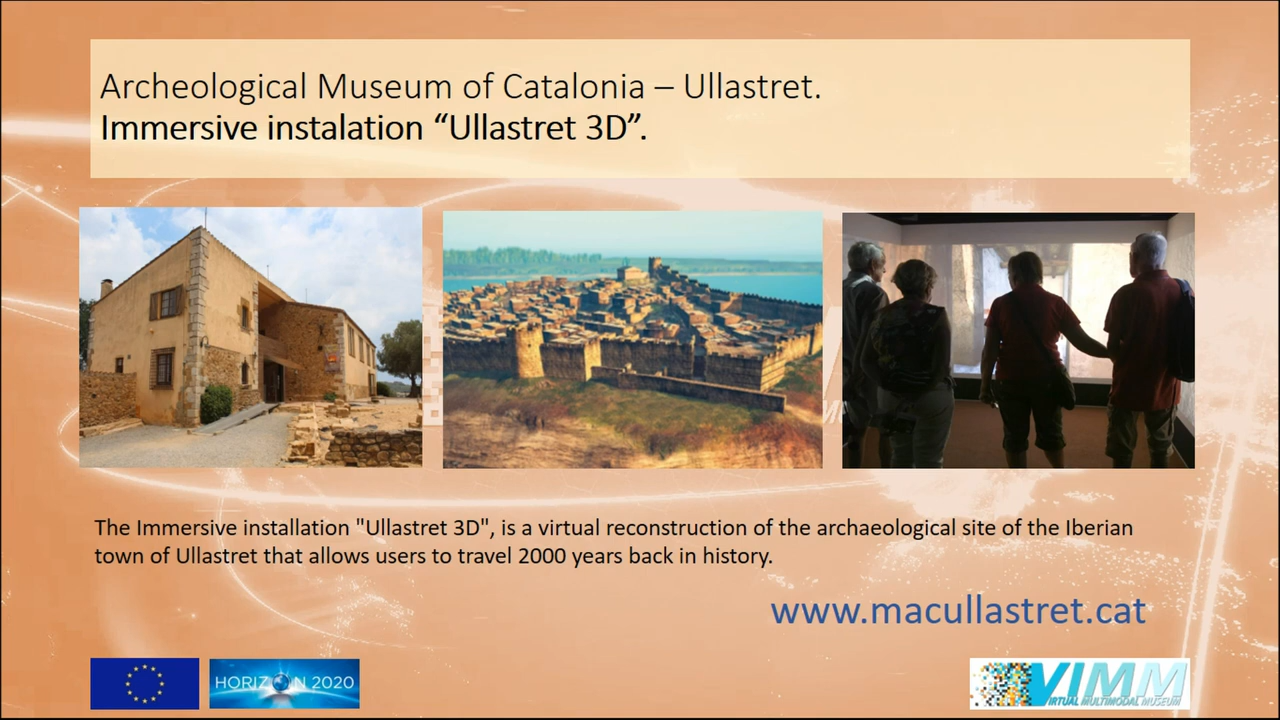 Archeological Museum of Catalonia – Ullastret.
Immersive instalation “Ullastret 3D”.
The Immersive installation "Ullastret 3D", is a virtual reconstruction of the archaeological site of the Iberian
town of Ullastret that allows users to travel 2000 years back in history.
www.macullastret.cat
HORIZON 2020
VIMM
VIRTUAL MULTIMODAL MUSEUM